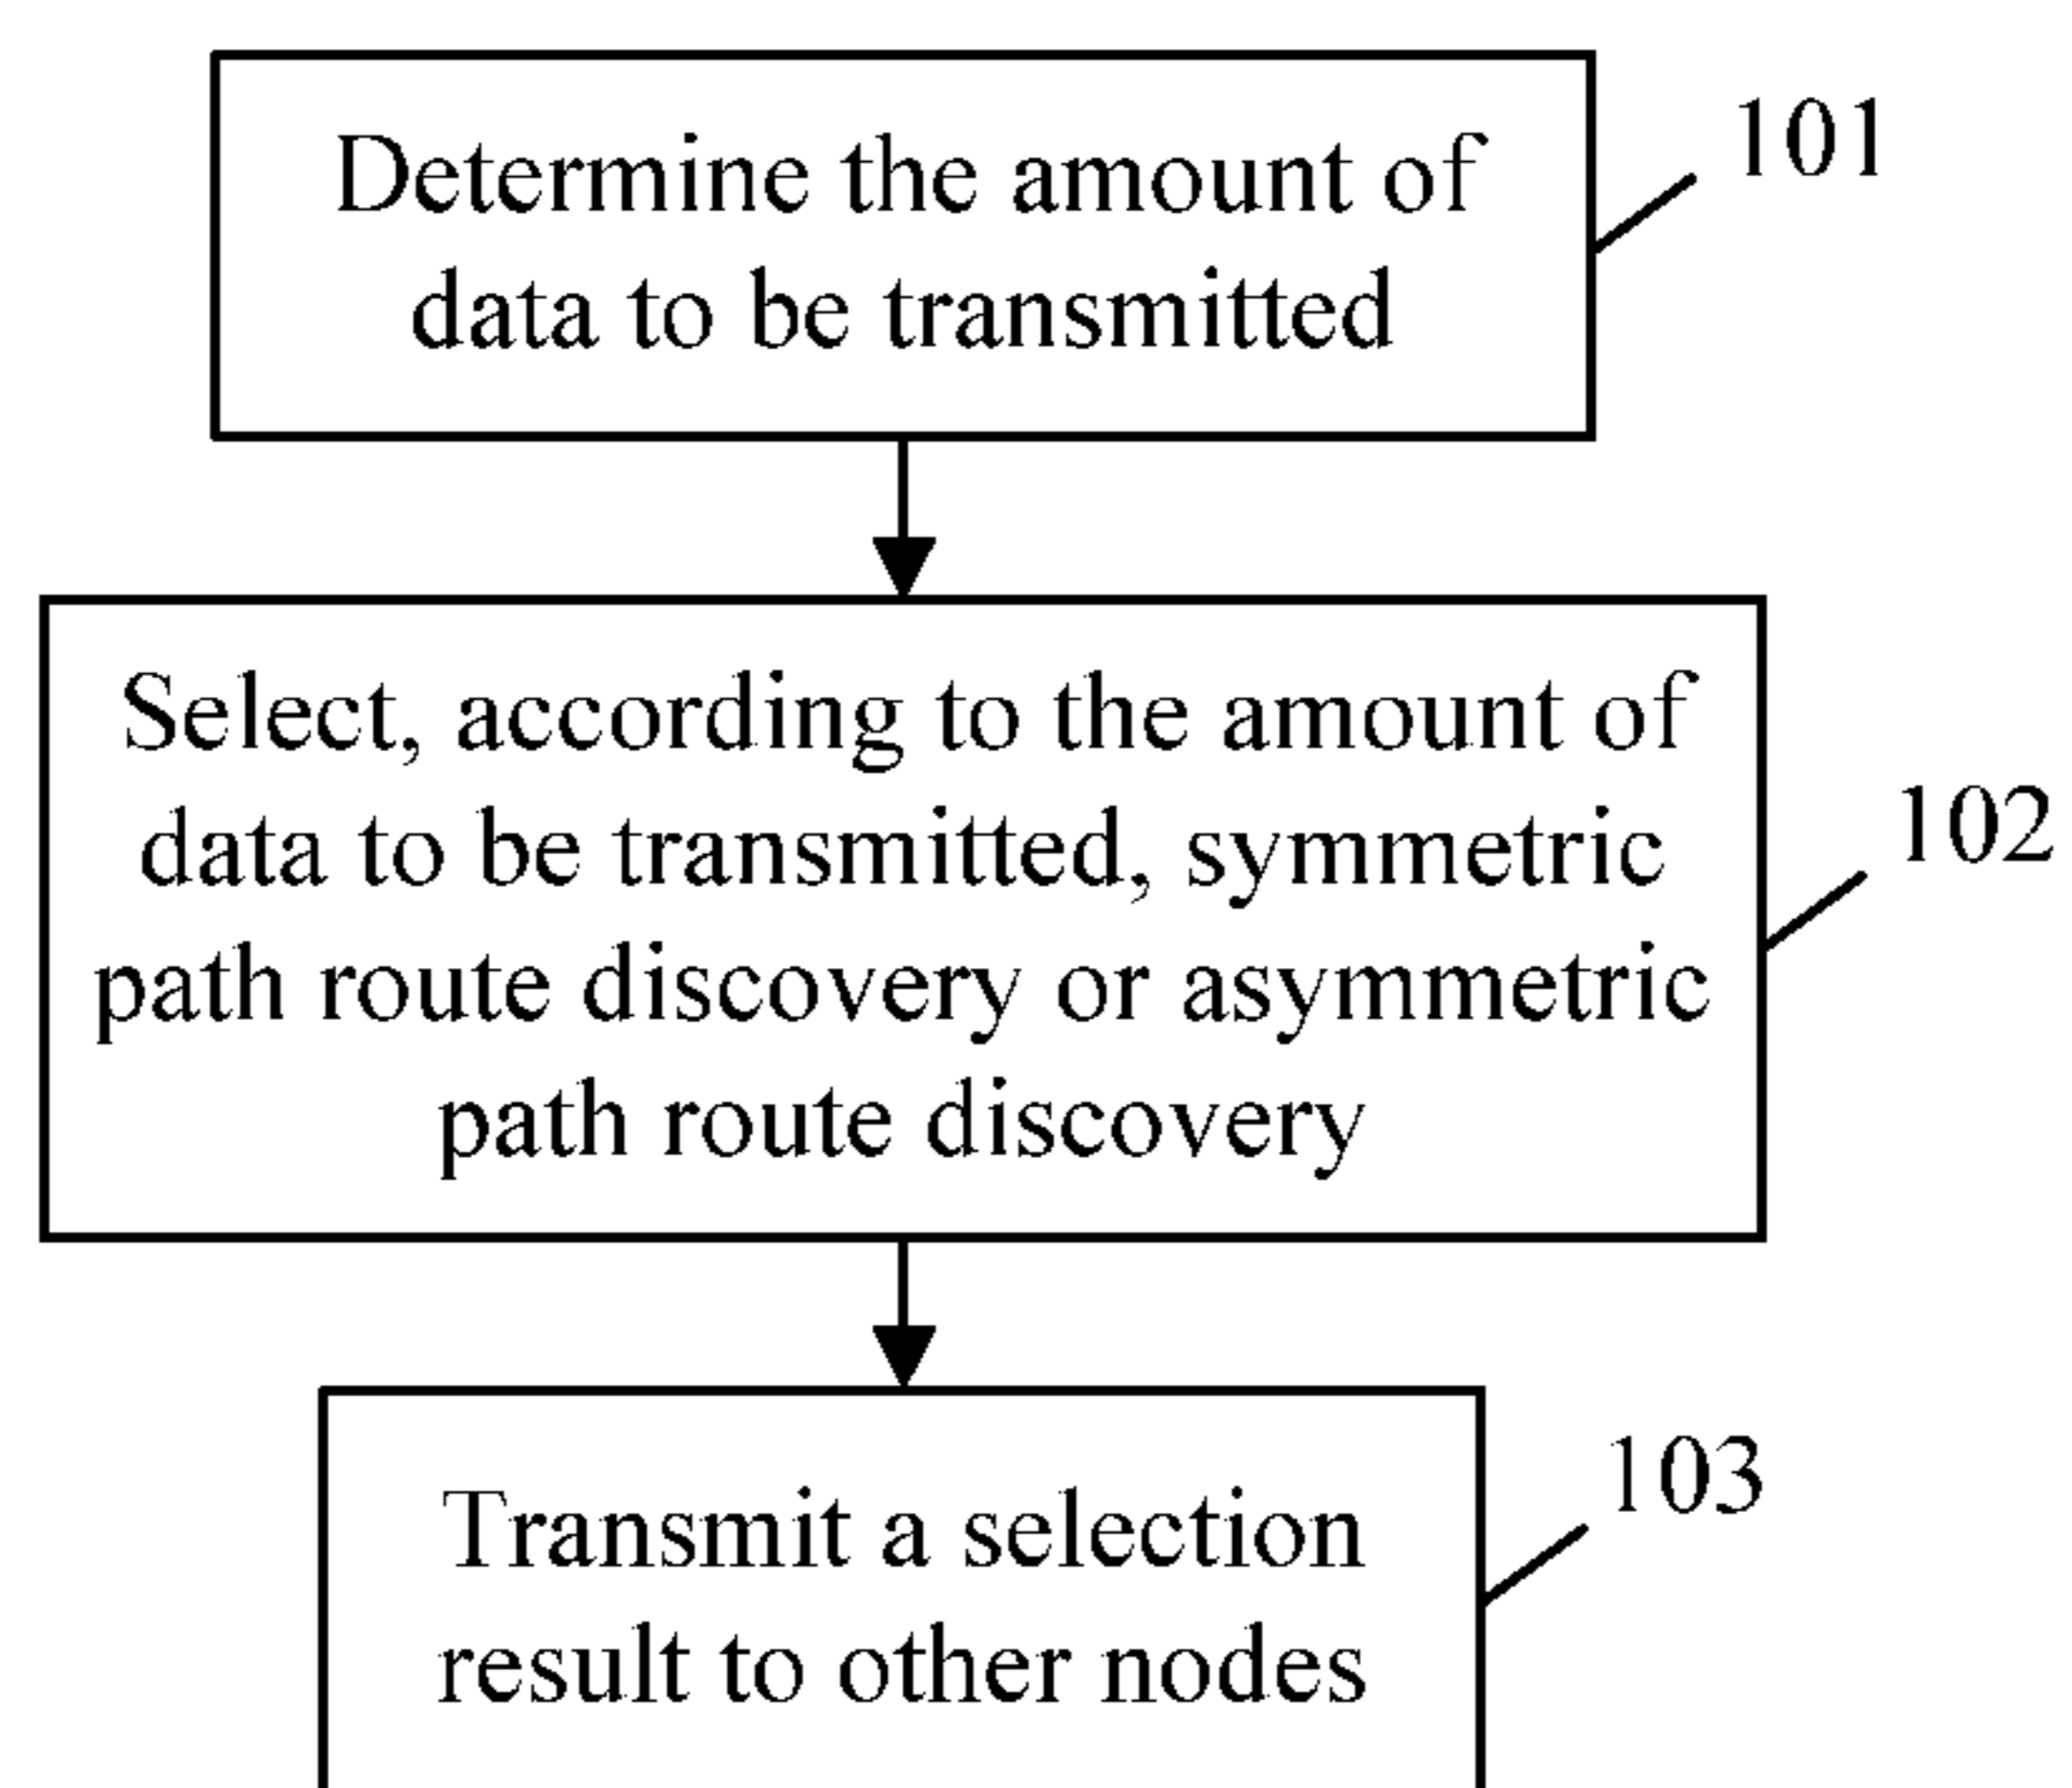 Determine the amount of
data to be transmitted
101
Select, according to the amount of
data to be transmitted, symmetric
path route discovery or asymmetric
path route discovery
102
Transmit a selection
result to other nodes
103